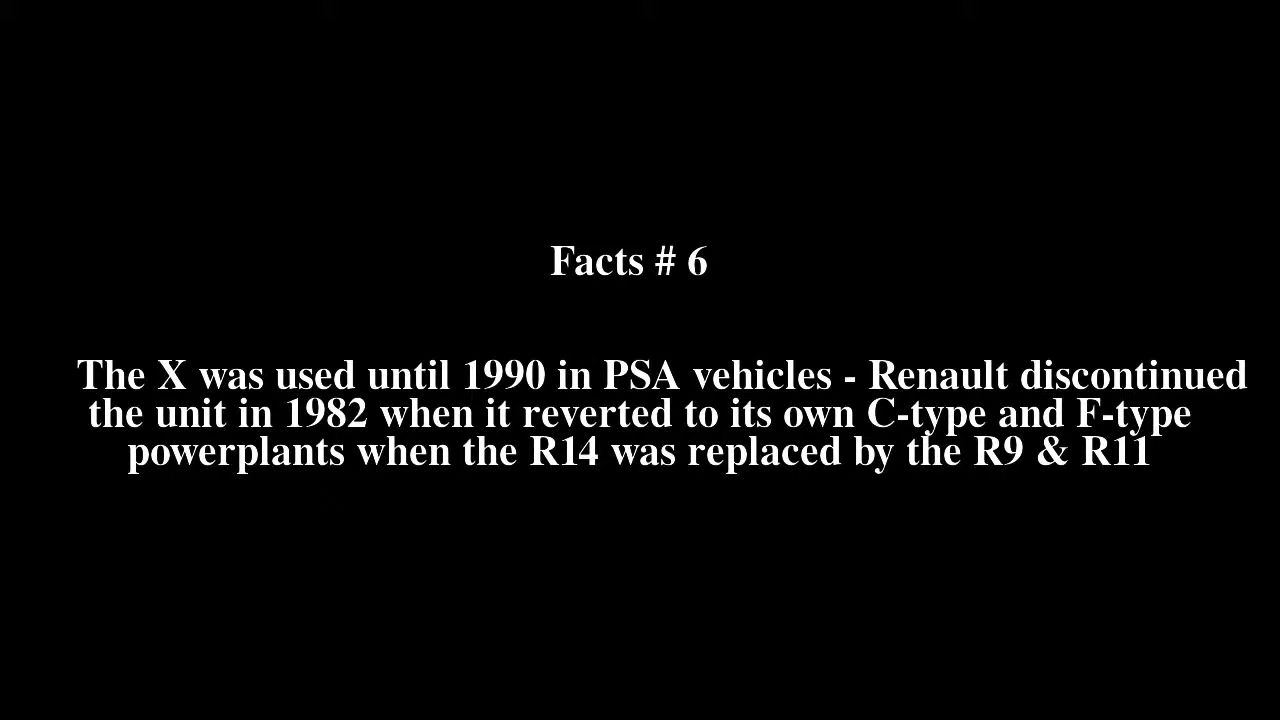 Facts # 6
The X was used until 1990 in PSA vehicles - Renault discontinued
the unit in 1982 when it reverted to its own C-type and F-type
powerplants when the R14 was replaced by the R9 & R11